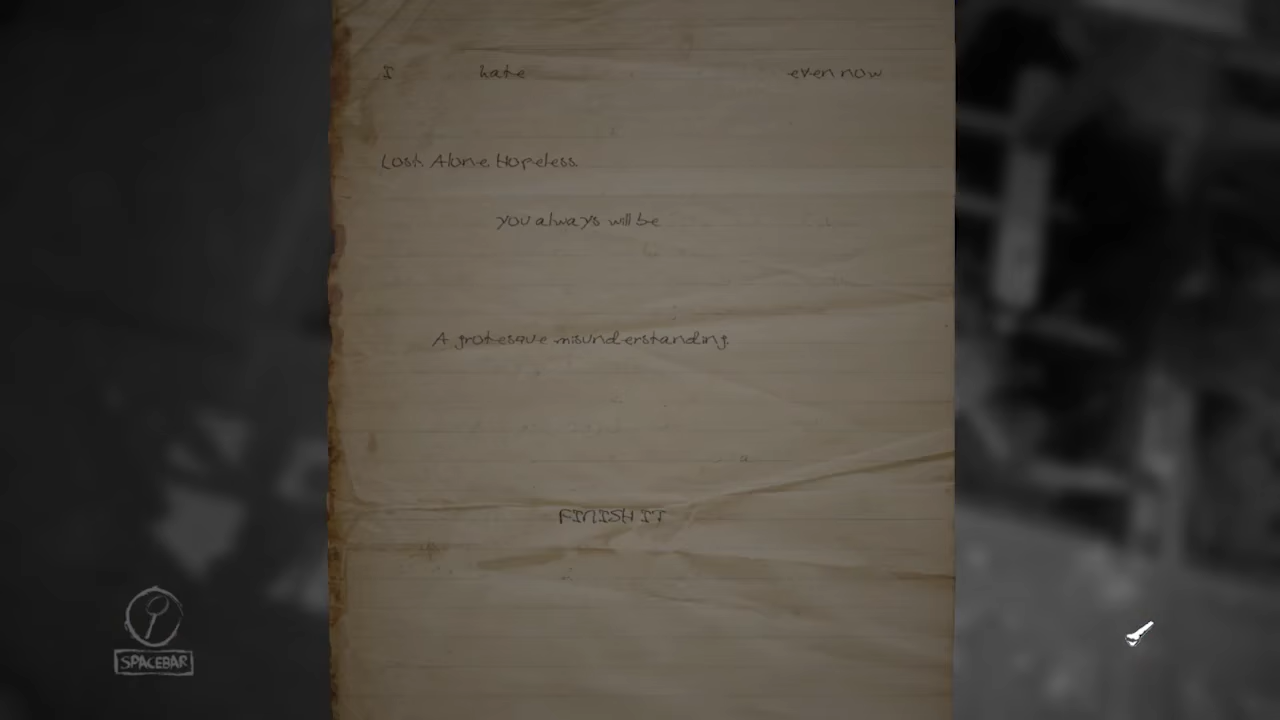 I hate even now
Lost. Alone. Hopeless.
you always will be
A grotesque misunderstanding.
FINISH IT
SPACEBAR